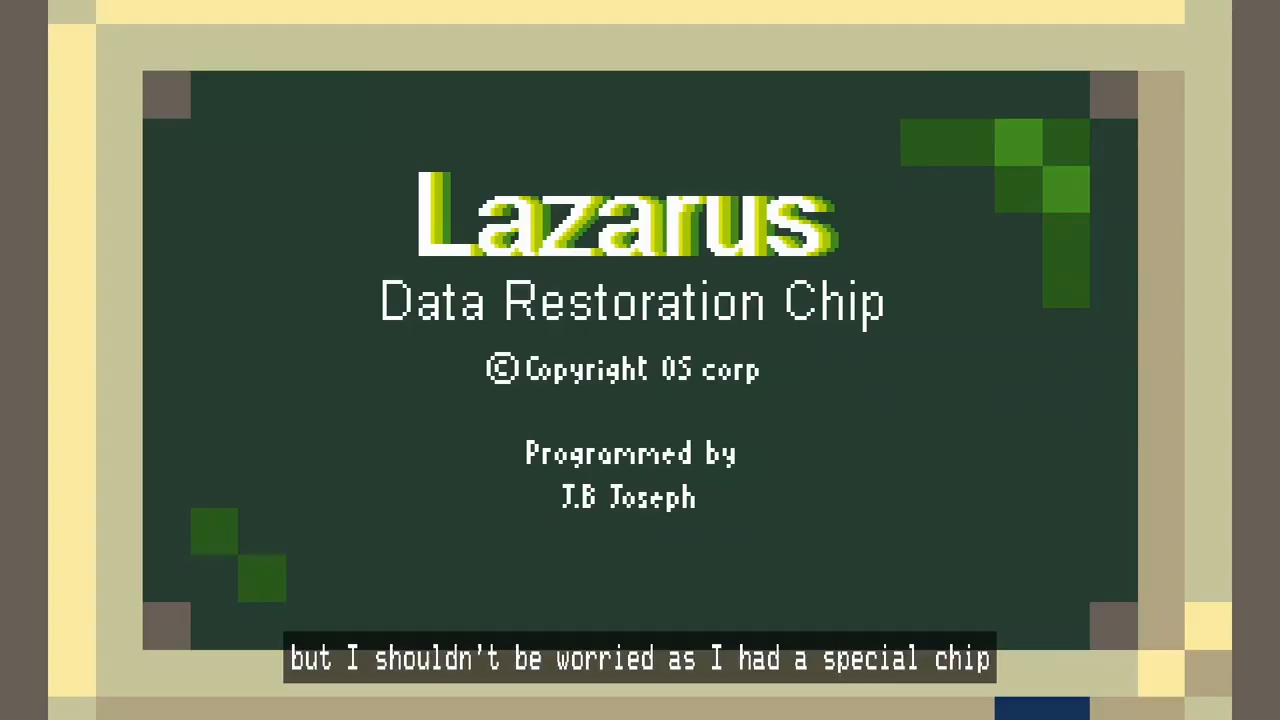 Lazarus
Data Restoration Chip
©Copyright OS corp
Programmed by
J.B Joseph
but I shouldn't be worried as I had a special chip